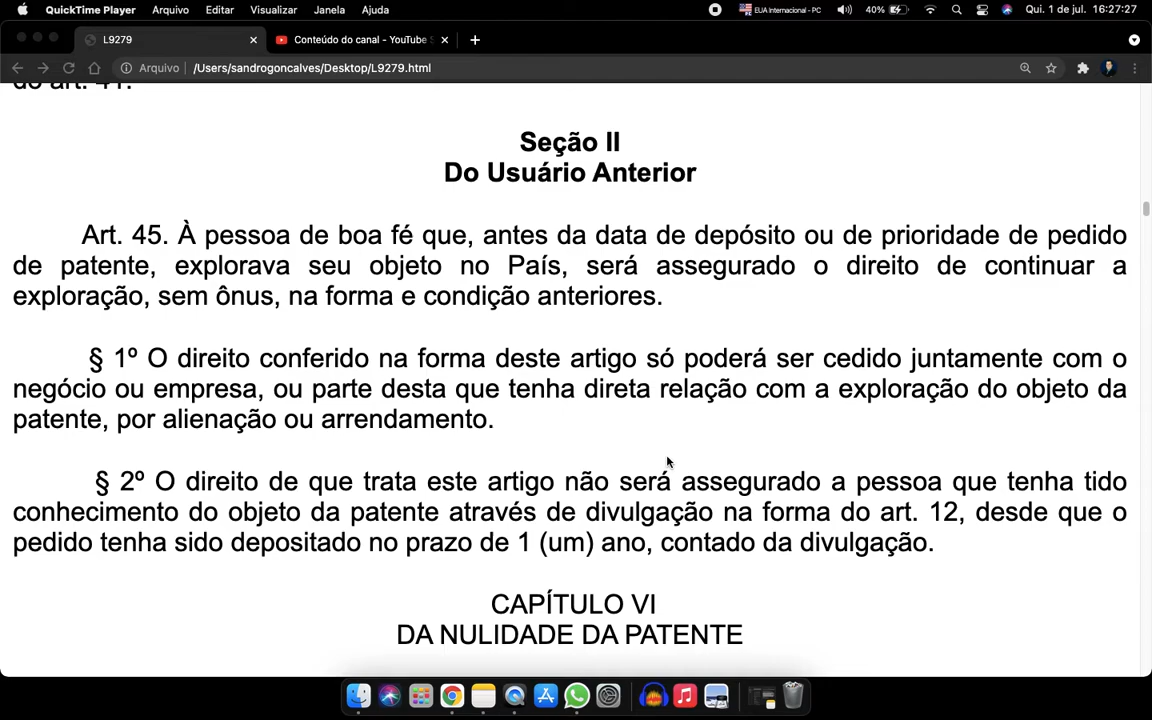 QuickTime Player Arquivo Editar Visualizar Janela Ajuda EUA Internacional - PC 40% Qui. 1 de jul. 16:27:27
L9279 Conteúdo do canal - YouTube
Arquivo /Users/sandrogoncalves/Desktop/L9279.html
do art. 41.
Seção II
Do Usuário Anterior
Art. 45. À pessoa de boa fé que, antes da data de depósito ou de prioridade de pedido
de patente, explorava seu objeto no País, será assegurado o direito de continuar a
exploração, sem ônus, na forma e condição anteriores.
§ 1º O direito conferido na forma deste artigo só poderá ser cedido juntamente com o
negócio ou empresa, ou parte desta que tenha direta relação com a exploração do objeto da
patente, por alienação ou arrendamento.
§ 2º O direito de que trata este artigo não será assegurado a pessoa que tenha tido
conhecimento do objeto da patente através de divulgação na forma do art. 12, desde que o
pedido tenha sido depositado no prazo de 1 (um) ano, contado da divulgação.
CAPÍTULO VI
DA NULIDADE DA PATENTE